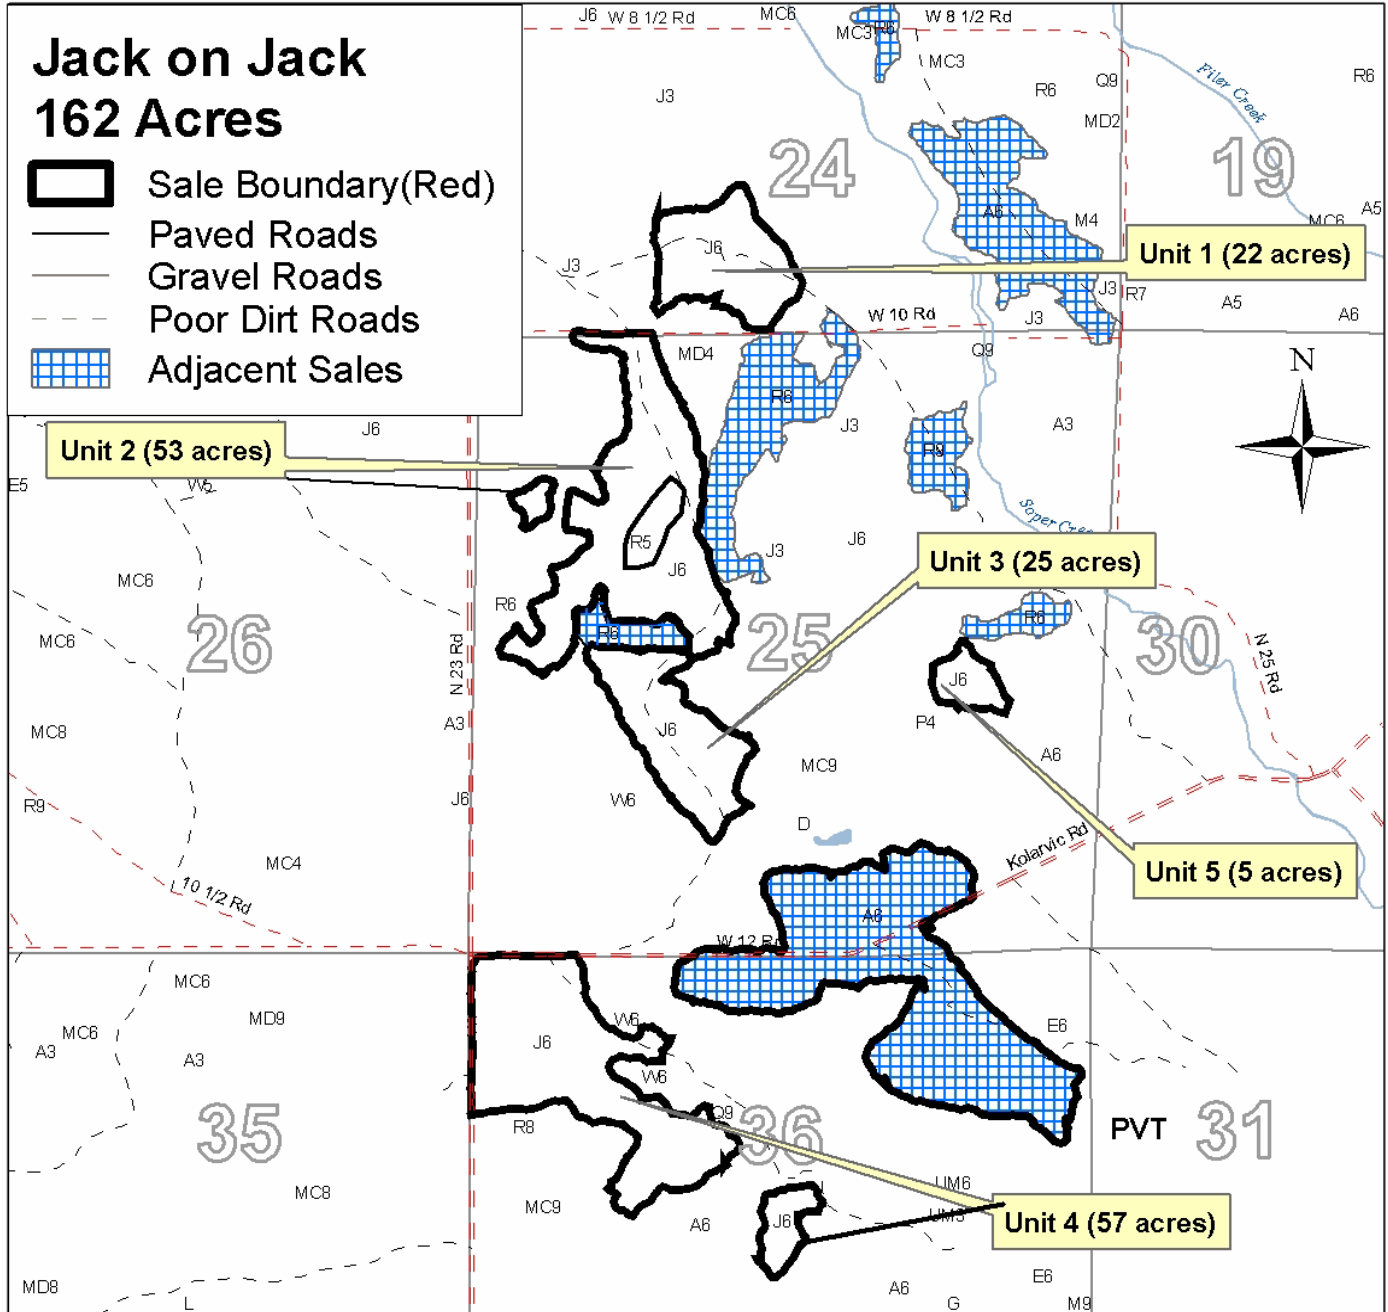 Jack on Jack
162 Acres
Sale Boundary(Red)
Paved Roads
Gravel Roads
Poor Dirt Roads
Adjacent Sales
J6
W 8 1/2 Rd
MC6
R6
W 8 1/2 Rd
MC3
MC3
J3
R6
Q9
R6
MD2
Filer Creek
24
19
A6
M4
A5
MC6
J6
J3
Unit 1 (22 acres)
J3
R7
A5
A6
J3
W 10 Rd
MD4
Q9
N
R6
J3
A3
J6
R9
Unit 2 (53 acres)
E5
W5
Soper Creek
R5
J3
J6
J6
Unit 3 (25 acres)
MC6
R6
R6
R6
MC6
26
25
30
N 23 Rd
N 25 Rd
J6
MC8
A3
J6
P4
A6
MC9
R9
J6
W6
D
MC4
Kolarvic Rd
Unit 5 (5 acres)
10 1/2 Rd
A6
W 12 Rd
MC6
MD9
W6
E6
MC6
A3
A3
J6
W6
Q9
R8
35
36
31
PVT
MC8
MC9
UM6
UM3
A6
J6
Unit 4 (57 acres)
MD8
L
A6
E6
G
M9